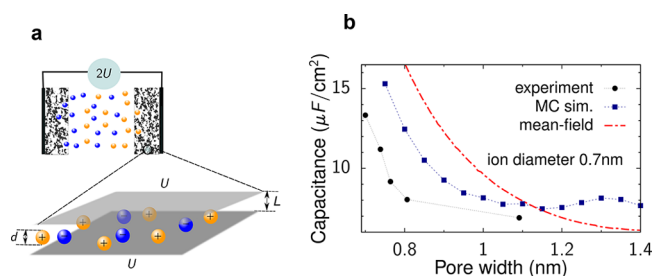 a
2U
U
L
d
+
+
+
+
+
U
b
Capacitance (μF/cm²)
15
10
experiment
MC sim.
mean-field
ion diameter 0.7nm
0.8
1
1.2
1.4
Pore width (nm)